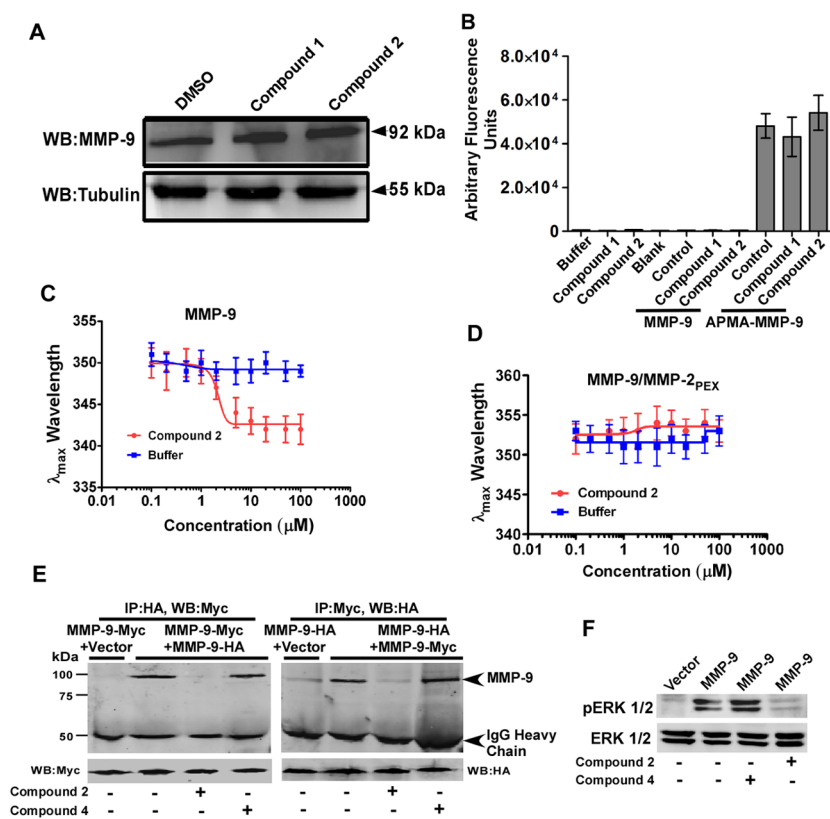 A
DMSO
Compound 1
Compound 2
WB:MMP-9
92 kDa
WB:Tubulin
55 kDa
B
Arbitrary Fluorescence
Units
8.0×10⁴
6.0×10⁴
4.0×10⁴
2.0×10⁴
0
Buffer
Compound 1
Compound 2
Blank
Control
Compound 1
Compound 2
Control
Compound 1
Compound 2
MMP-9
APMA-MMP-9
C
MMP-9
λmax Wavelength
355
350
345
340
335
Compound 2
Buffer
0.01 0.1 1 10 100 1000
Concentration (μM)
D
MMP-9/MMP-2PEX
λmax Wavelength
360
355
350
345
340
Compound 2
Buffer
0.01 0.1 1 10 100 1000
Concentration (μM)
E
IP:HA, WB:Myc
IP:Myc, WB:HA
MMP-9-Myc MMP-9-Myc MMP-9-HA MMP-9-HA
+Vector +MMP-9-HA +Vector +MMP-9-Myc
kDa
100
75
50
MMP-9
IgG Heavy
Chain
WB:Myc
WB:HA
Compound 2 - - + - - - + -
Compound 4 - - - + - - - +
F
Vector
MMP-9
MMP-9
MMP-9
pERK 1/2
ERK 1/2
Compound 2 - - - +
Compound 4 - - + -